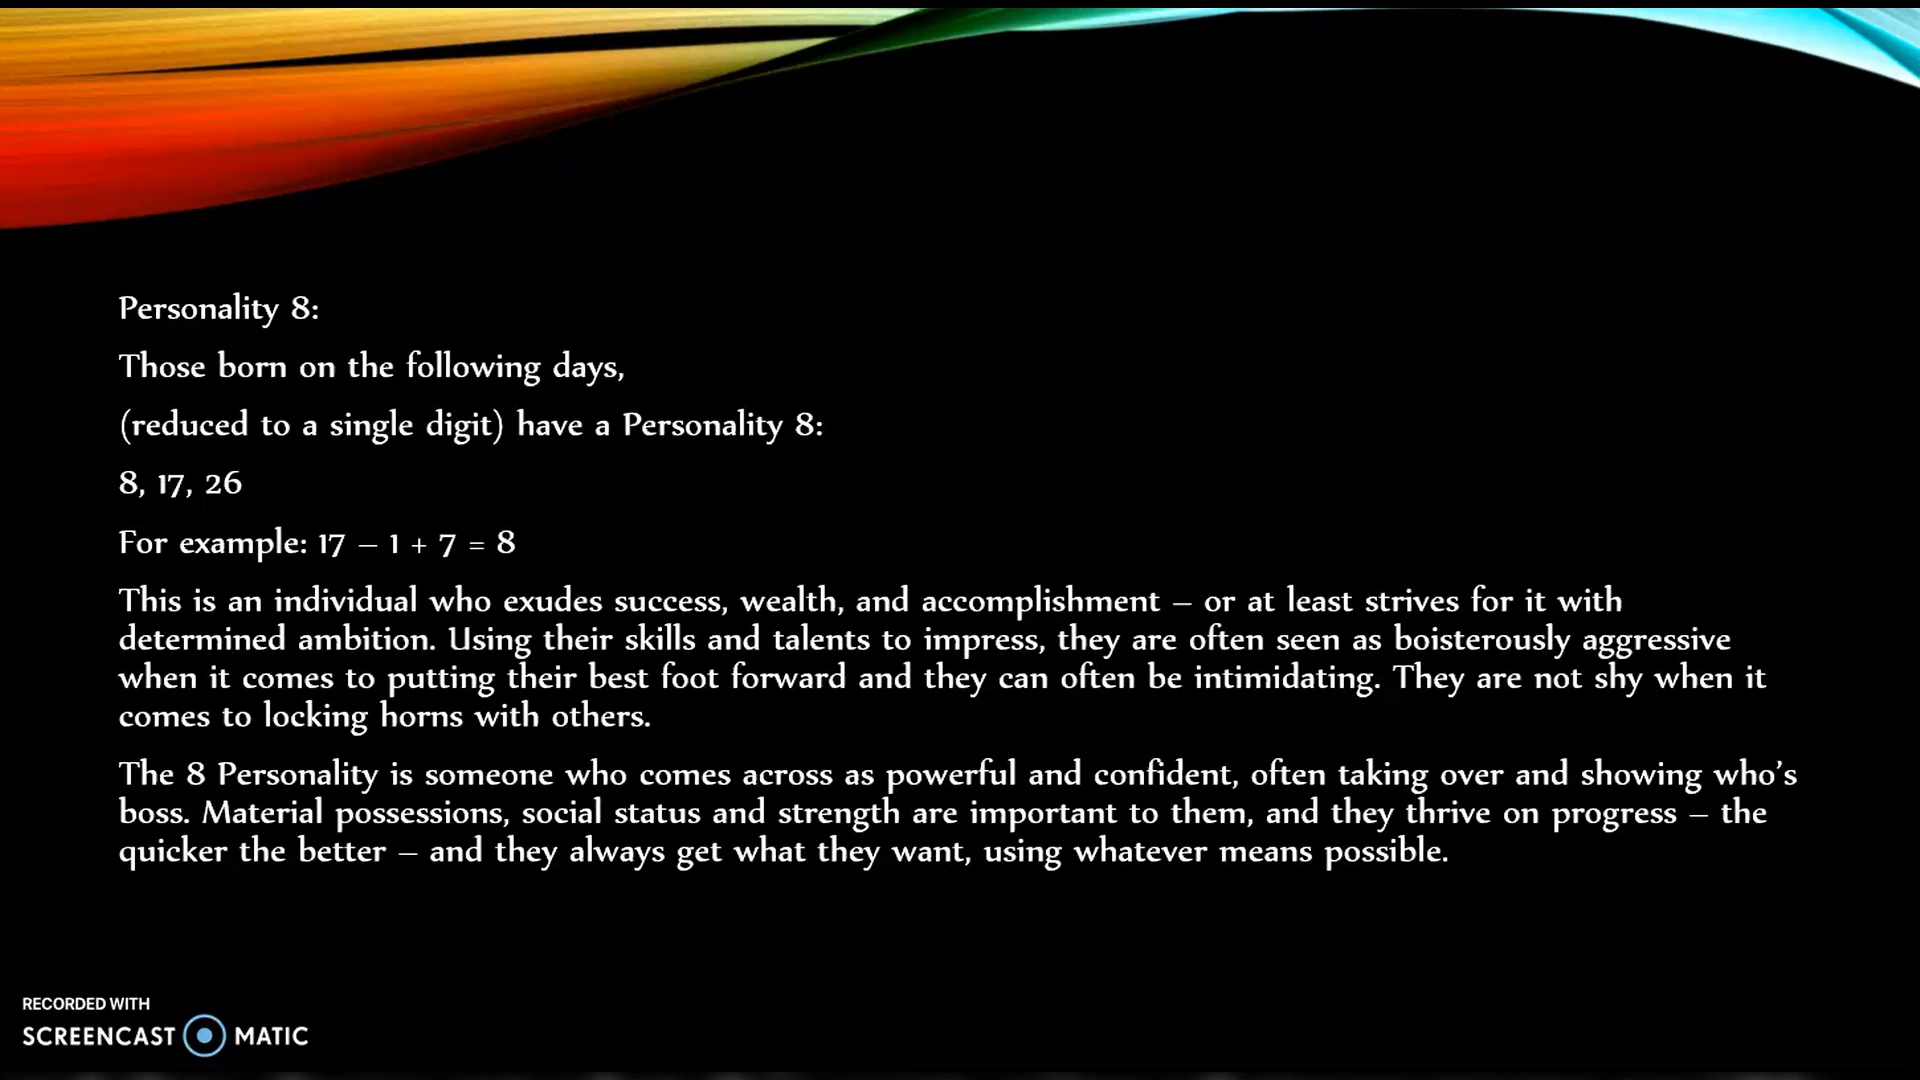 Personality 8:
Those born on the following days,
(reduced to a single digit) have a Personality 8:
8, 17, 26
For example: 17 – 1 + 7 = 8
This is an individual who exudes success, wealth, and accomplishment – or at least strives for it with
determined ambition. Using their skills and talents to impress, they are often seen as boisterously aggressive
when it comes to putting their best foot forward and they can often be intimidating. They are not shy when it
comes to locking horns with others.
The 8 Personality is someone who comes across as powerful and confident, often taking over and showing who’s
boss. Material possessions, social status and strength are important to them, and they thrive on progress – the
quicker the better – and they always get what they want, using whatever means possible.
RECORDED WITH
SCREENCAST MATIC